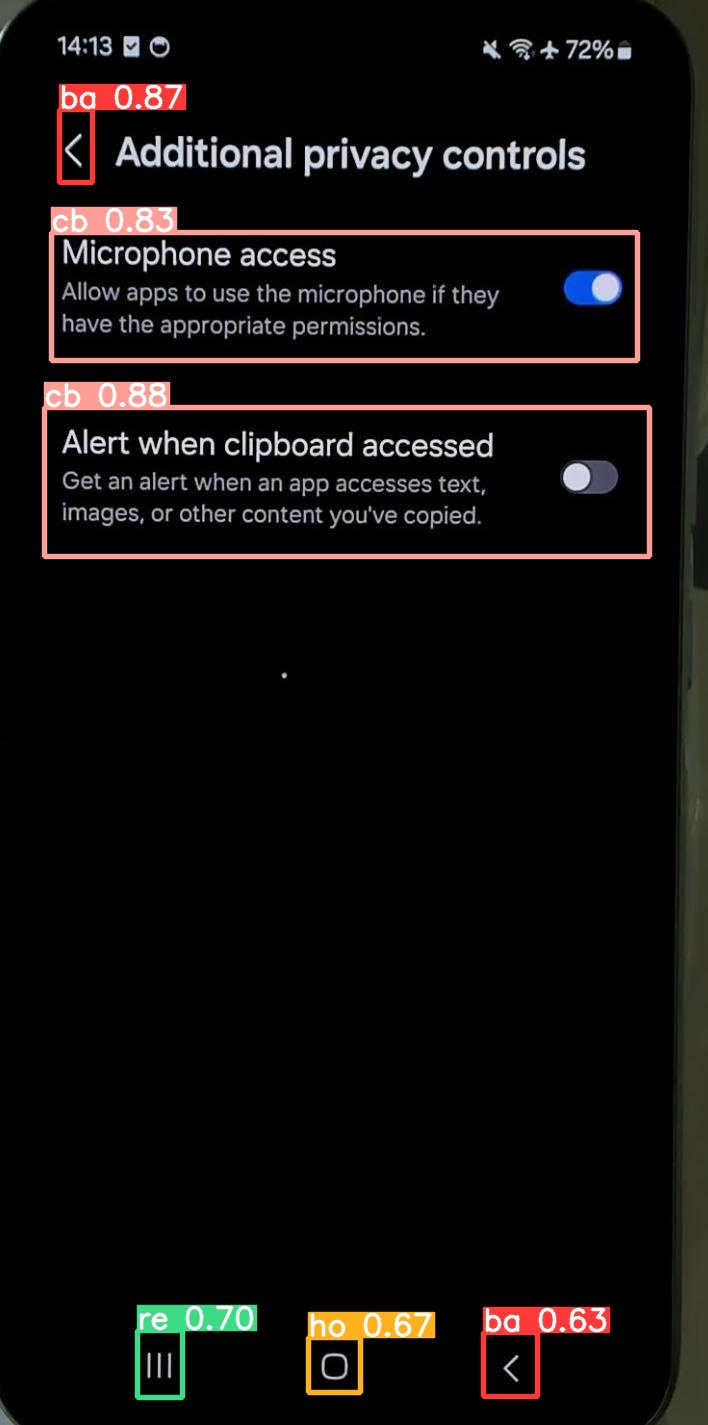 14:13
72%
ba 0.87
Additional privacy controls
cb 0.83
Microphone access
Allow apps to use the microphone if they
have the appropriate permissions.
cb 0.88
Alert when clipboard accessed
Get an alert when an app accesses text,
images, or other content you've copied.
re 0.70
ho 0.67
ba 0.63